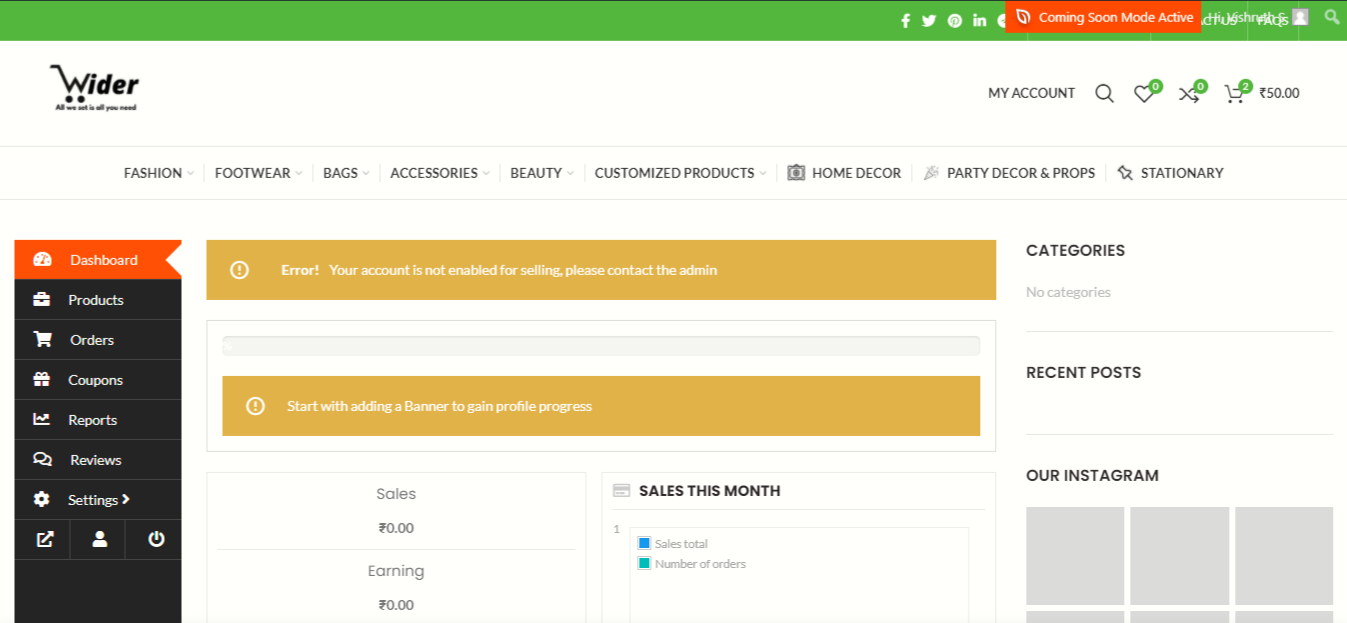 Coming Soon Mode Active
Hi, Vishnuth S
FAQs
Wider
All we set is all you need
MY ACCOUNT
0
0
2
₹50.00
FASHION
FOOTWEAR
BAGS
ACCESSORIES
BEAUTY
CUSTOMIZED PRODUCTS
HOME DECOR
PARTY DECOR & PROPS
STATIONARY
Dashboard
Products
Orders
Coupons
Reports
Reviews
Settings
Error! Your account is not enabled for selling, please contact the admin
Start with adding a Banner to gain profile progress
Sales
₹0.00
Earning
₹0.00
SALES THIS MONTH
1
Sales total
Number of orders
CATEGORIES
No categories
RECENT POSTS
OUR INSTAGRAM